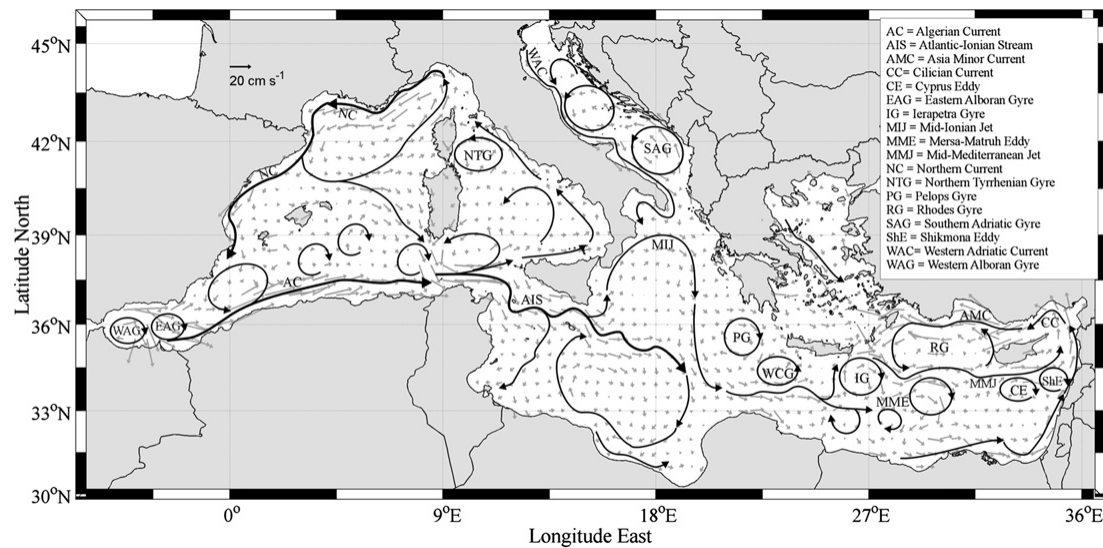 45°N
42°N
39°N
36°N
33°N
30°N
Latitude North
0°
9°E
18°E
27°E
36°E
Longitude East
20 cm s-1
NC
NC
AC
WAG
EAG
NTG
AIS
WAC
SAG
MIJ
PG
WCG
IG
MME
RG
AMC
CC
MMJ
CE
ShE
AC = Algerian Current
AIS = Atlantic-Ionian Stream
AMC = Asia Minor Current
CC= Cilician Current
CE = Cyprus Eddy
EAG = Eastern Alboran Gyre
IG = Ierapetra Gyre
MIJ = Mid-Ionian Jet
MME = Mersa-Matruh Eddy
MMJ = Mid-Mediterranean Jet
NC = Northern Current
NTG = Northern Tyrrhenian Gyre
PG = Pelops Gyre
RG = Rhodes Gyre
SAG = Southern Adriatic Gyre
ShE = Shikmona Eddy
WAC = Western Adriatic Current
WAG = Western Alboran Gyre